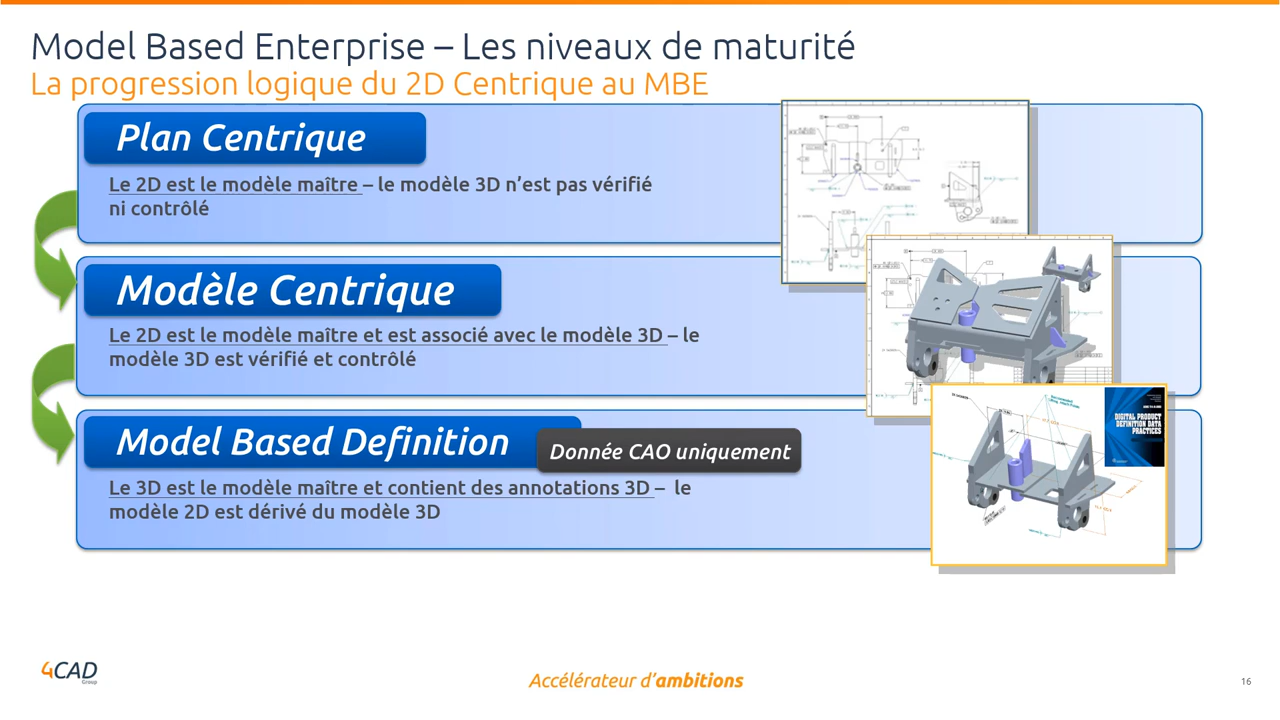 Model Based Enterprise – Les niveaux de maturité
La progression logique du 2D Centrique au MBE
Plan Centrique
Le 2D est le modèle maître – le modèle 3D n’est pas vérifié
ni contrôlé
Modèle Centrique
Le 2D est le modèle maître et est associé avec le modèle 3D – le
modèle 3D est vérifié et contrôlé
Model Based Definition
Donnée CAO uniquement
Le 3D est le modèle maître et contient des annotations 3D – le
modèle 2D est dérivé du modèle 3D
DIGITAL PRODUCT
DEFINITION DATA
PRACTICES
4CAD
Group
Accélérateur d’ambitions
16